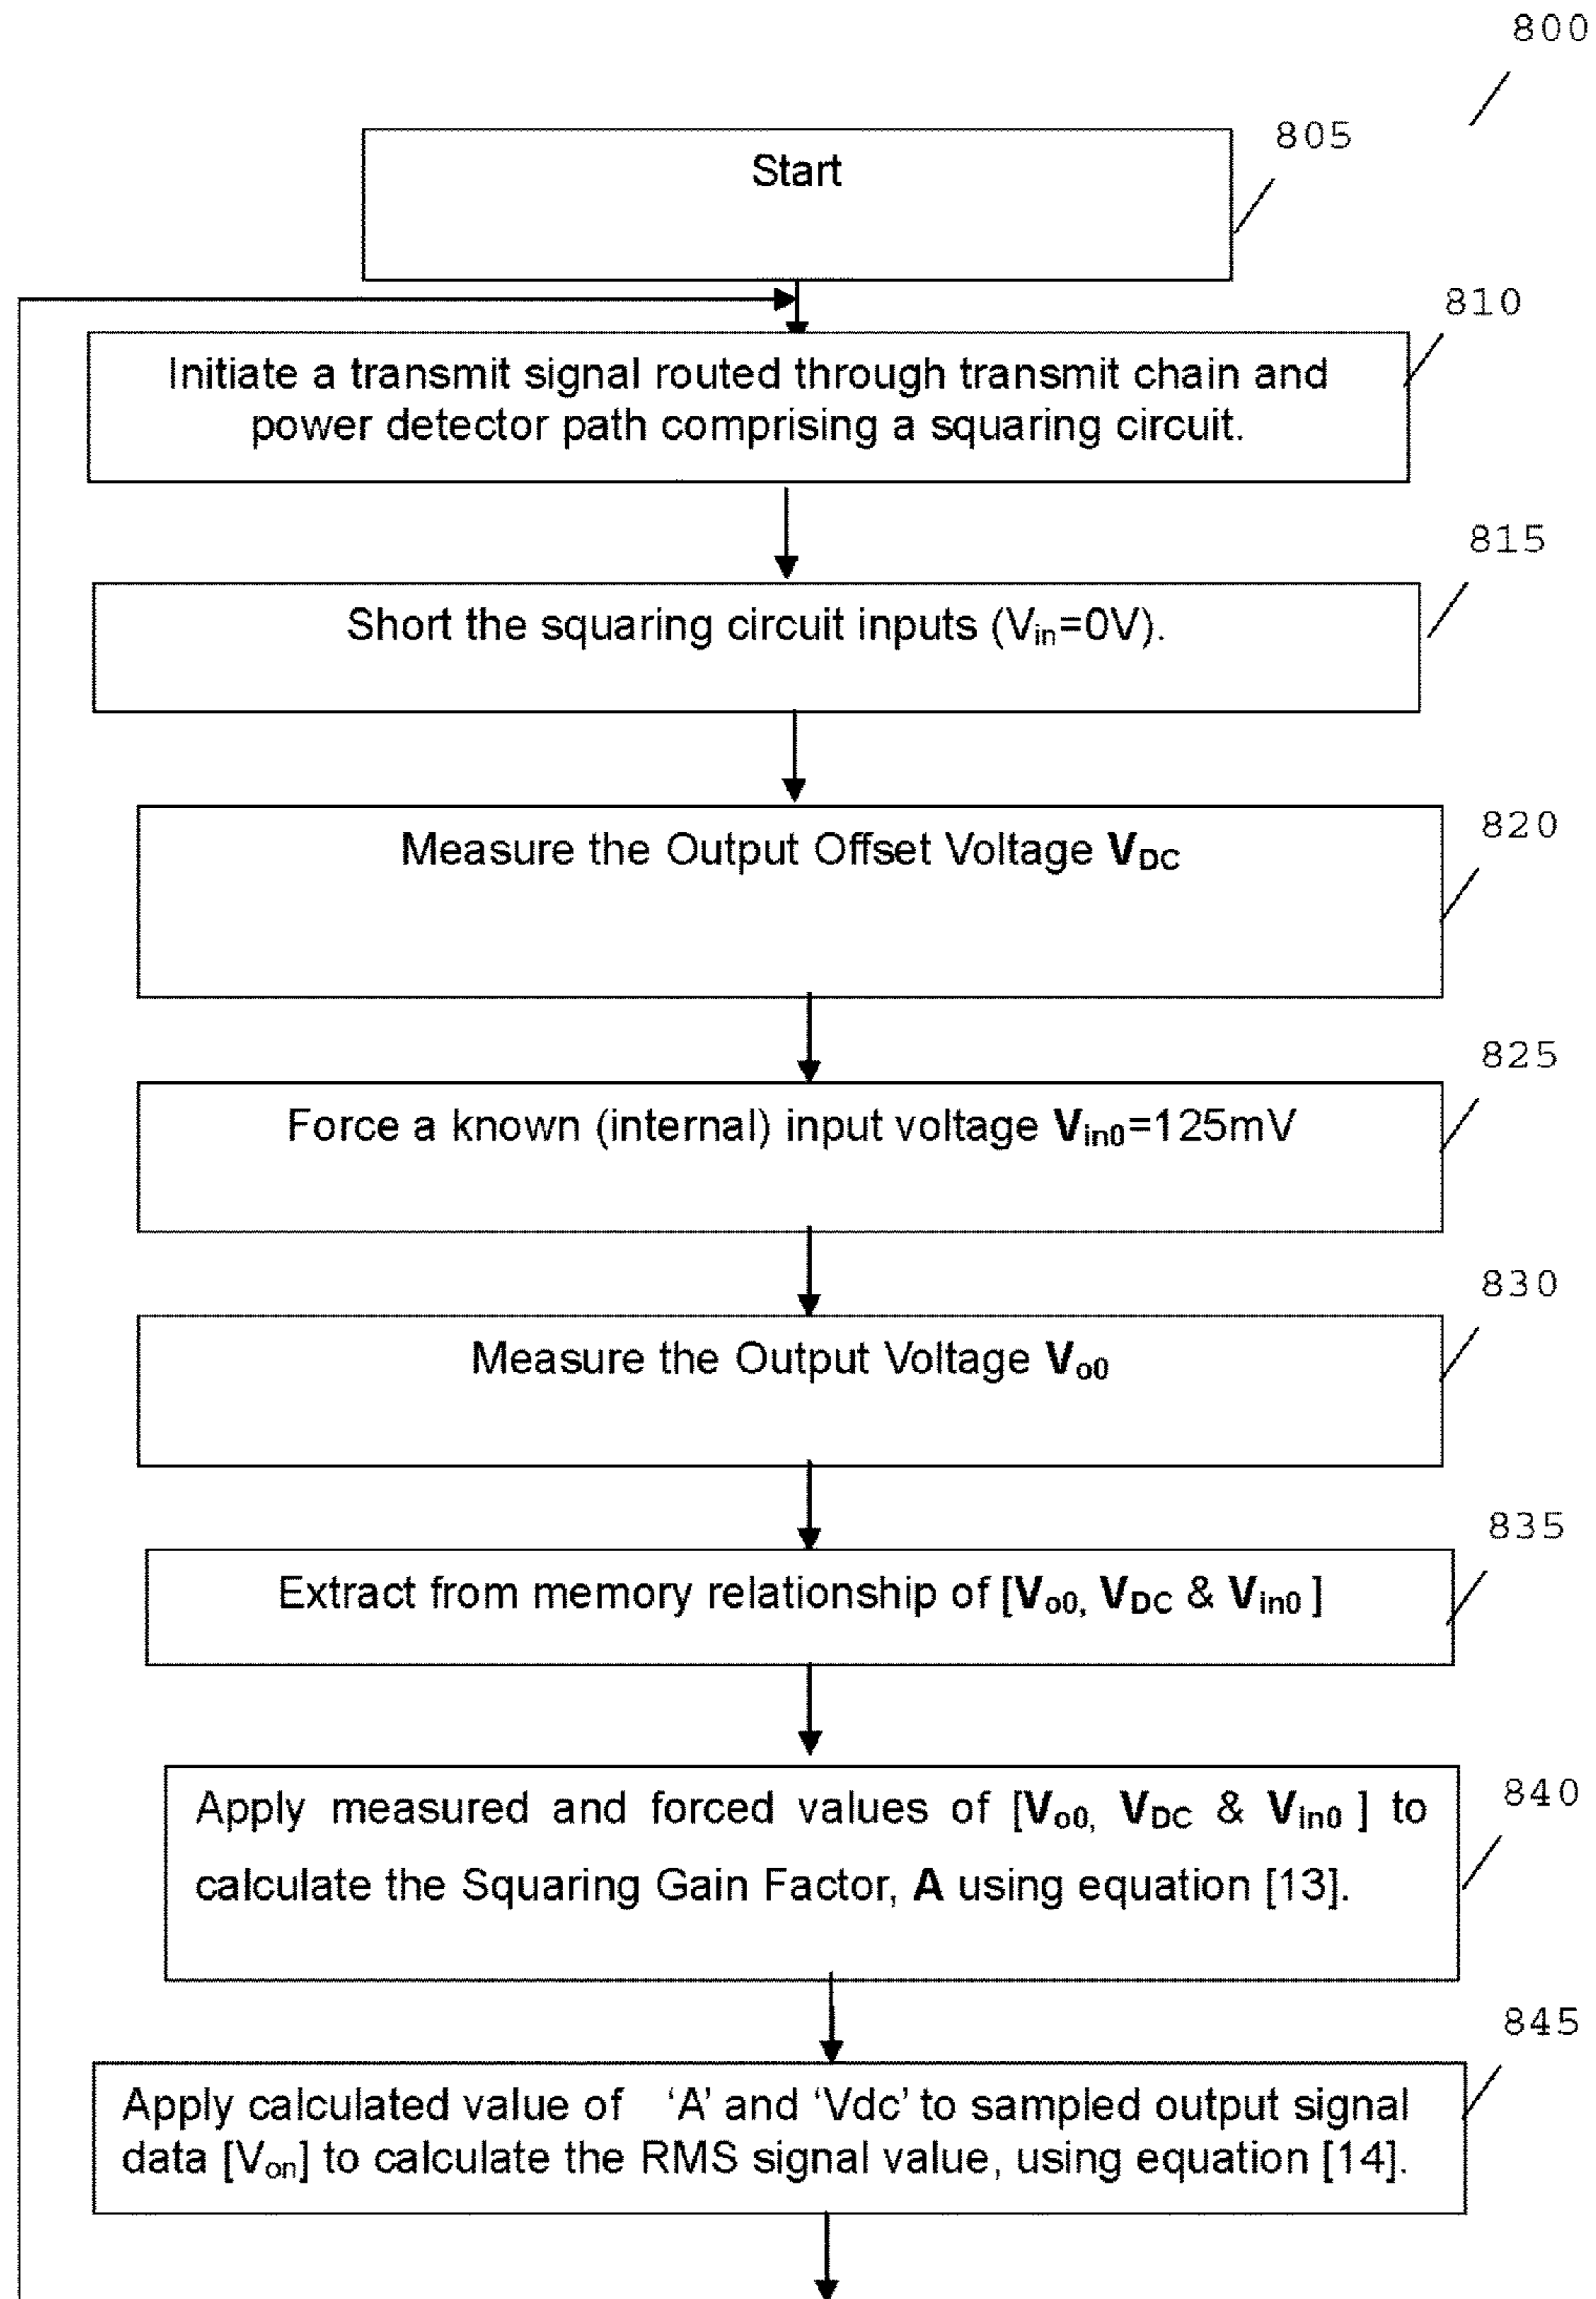 800
Start
805
Initiate a transmit signal routed through transmit chain and
power detector path comprising a squaring circuit.
810
Short the squaring circuit inputs (Vin=0V).
815
Measure the Output Offset Voltage VDC
820
Force a known (internal) input voltage Vin0=125mV
825
Measure the Output Voltage Vo0
830
Extract from memory relationship of [Vo0, VDC & Vin0 ]
835
Apply measured and forced values of [Vo0, VDC & Vin0 ] to
calculate the Squaring Gain Factor, A using equation [13].
840
Apply calculated value of 'A' and 'Vdc' to sampled output signal
data [Von] to calculate the RMS signal value, using equation [14].
845